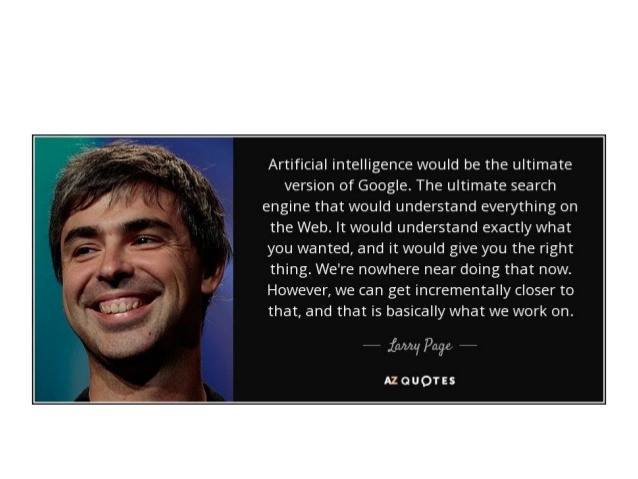 Artificial intelligence would be the ultimate
version of Google. The ultimate search
engine that would understand everything on
the Web. It would understand exactly what
you wanted, and it would give you the right
thing. We're nowhere near doing that now.
However, we can get incrementally closer to
that, and that is basically what we work on.
— Larry Page —
AZ QUOTES